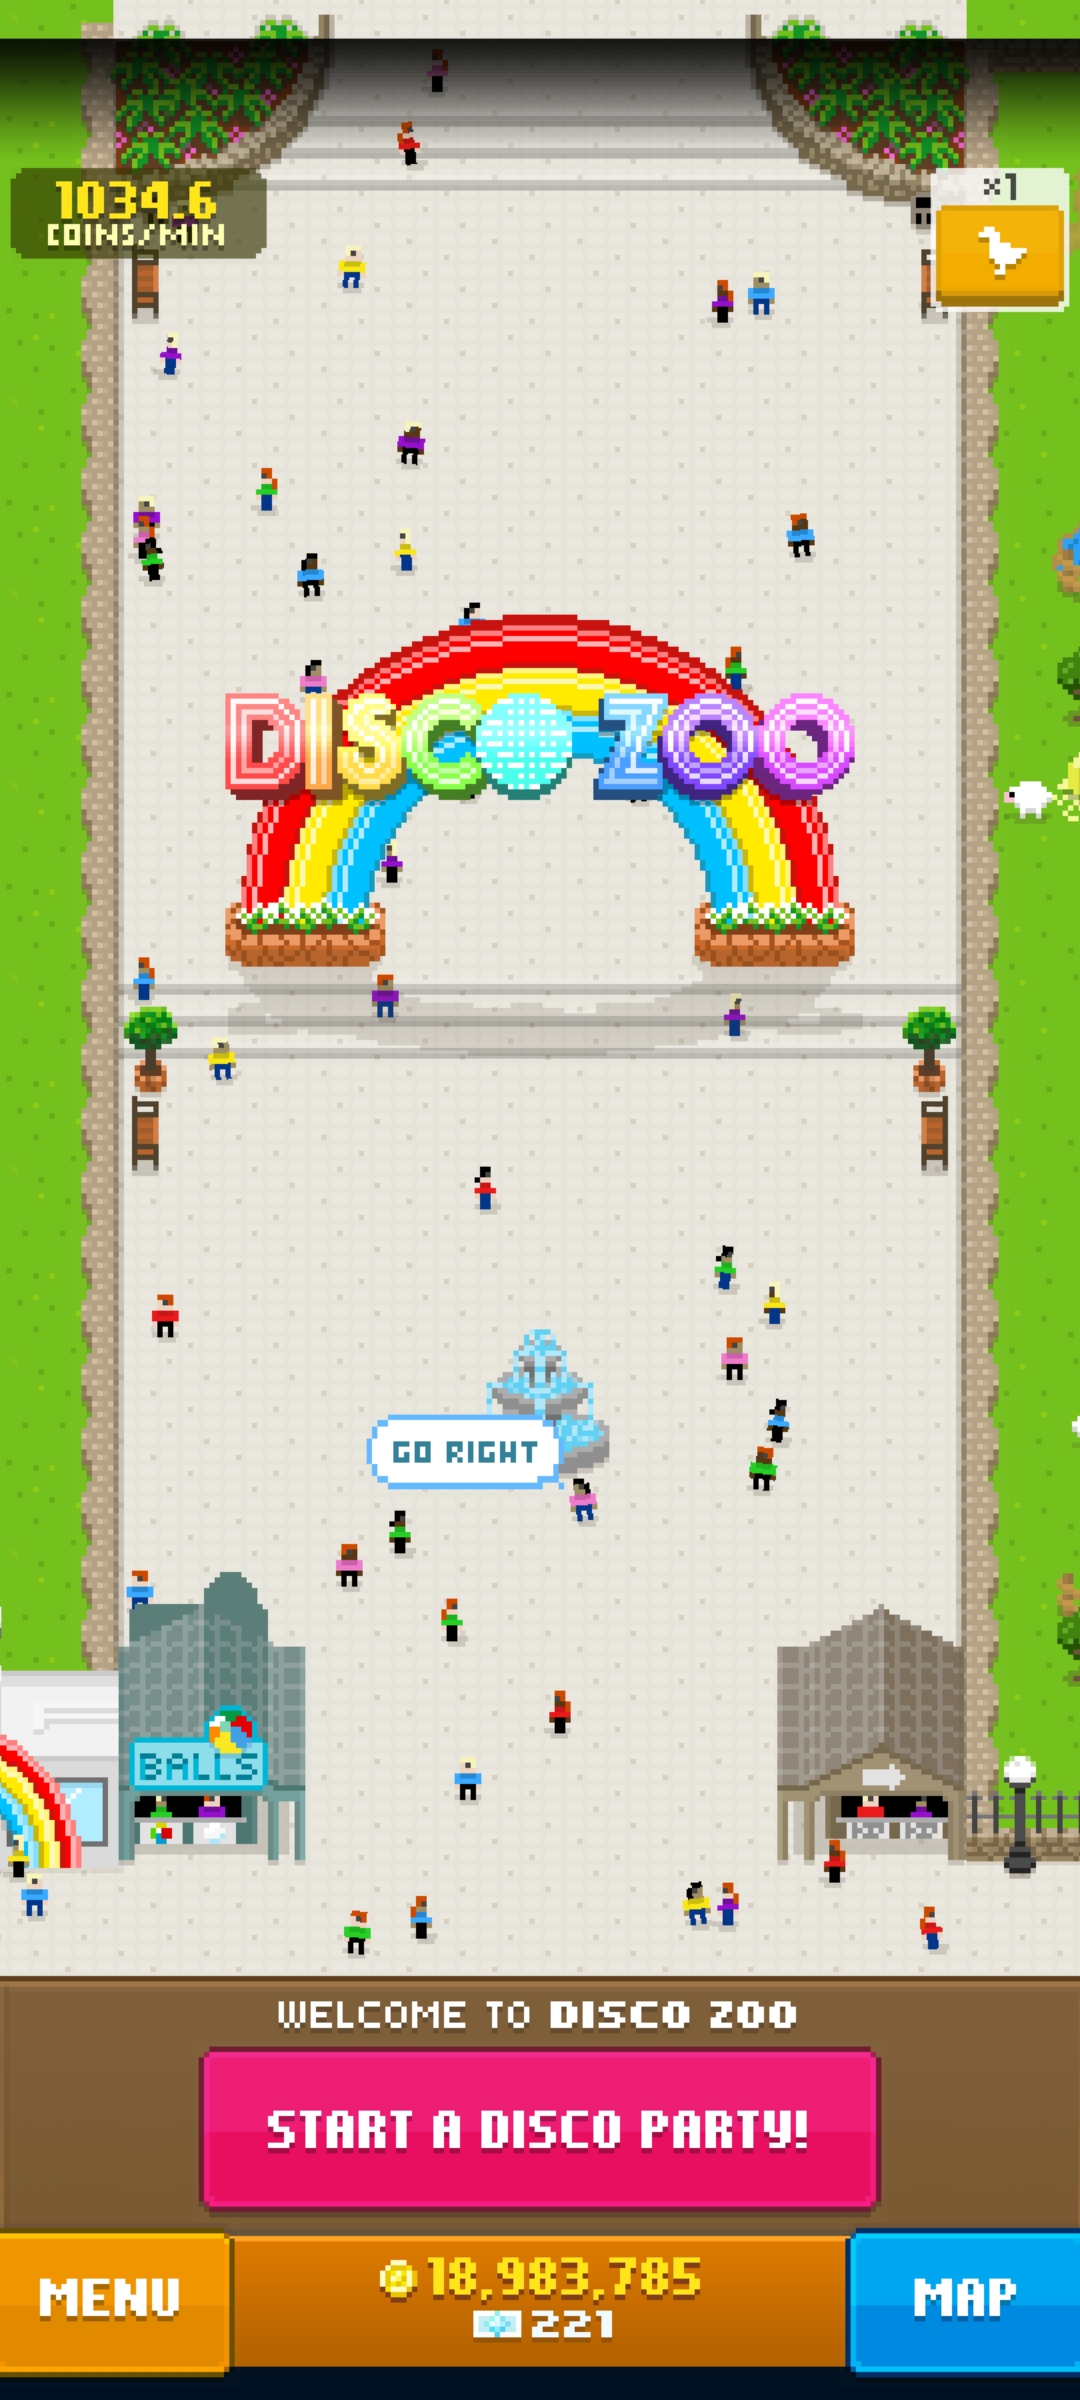 1034.6
COINS/MIN
×1
DISCO ZOO
GO RIGHT
BALLS
WELCOME TO DISCO ZOO
START A DISCO PARTY!
MENU
18,983,785
221
MAP